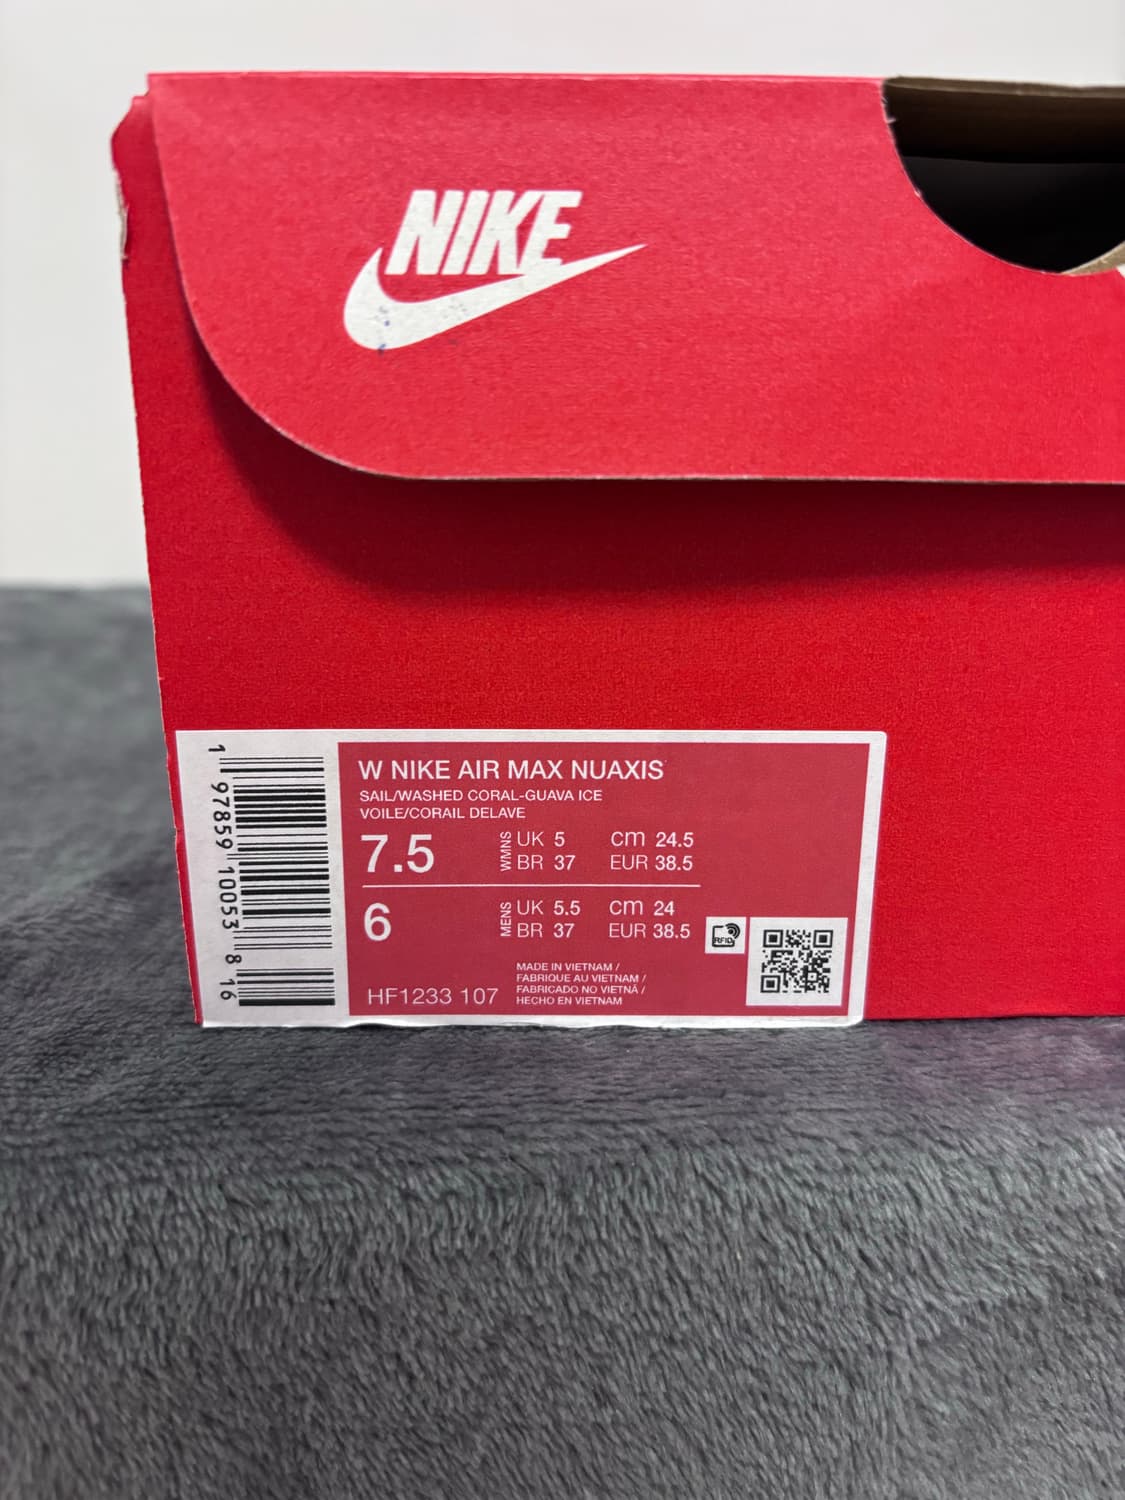 NIKE
W NIKE AIR MAX NUAXIS
SAIL/WASHED CORAL-GUAVA ICE
VOILE/CORAIL DELAVE
7.5 WMNS UK 5 cm 24.5
BR 37 EUR 38.5
6 MENS UK 5.5 cm 24
BR 37 EUR 38.5
HF1233 107
MADE IN VIETNAM /
FABRIQUE AU VIETNAM /
FABRICADO NO VIETNÃ /
HECHO EN VIETNAM
RFID
1 97859 10053 8 16